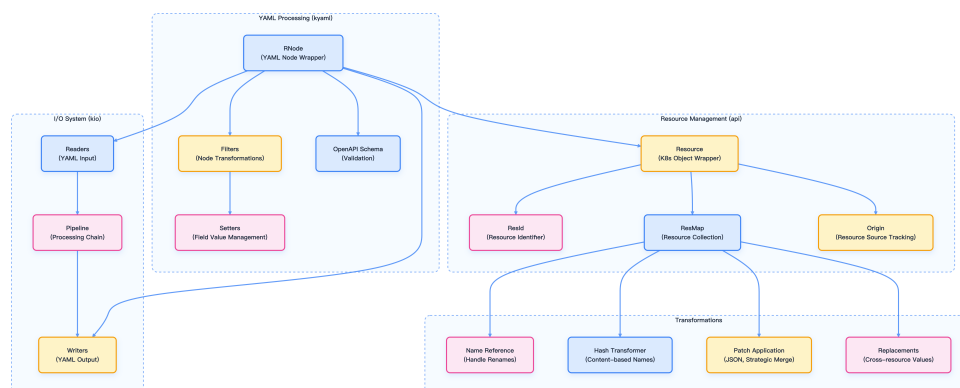 YAML Processing (kyaml)
RNode
(YAML Node Wrapper)
I/O System (kio)
Readers
(YAML Input)
Filters
(Node Transformations)
OpenAPI Schema
(Validation)
Resource Management (api)
Resource
(K8s Object Wrapper)
Pipeline
(Processing Chain)
Setters
(Field Value Management)
ResId
(Resource Identifier)
ResMap
(Resource Collection)
Origin
(Resource Source Tracking)
Writers
(YAML Output)
Transformations
Name Reference
(Handle Renames)
Hash Transformer
(Content-based Names)
Patch Application
(JSON, Strategic Merge)
Replacements
(Cross-resource Values)